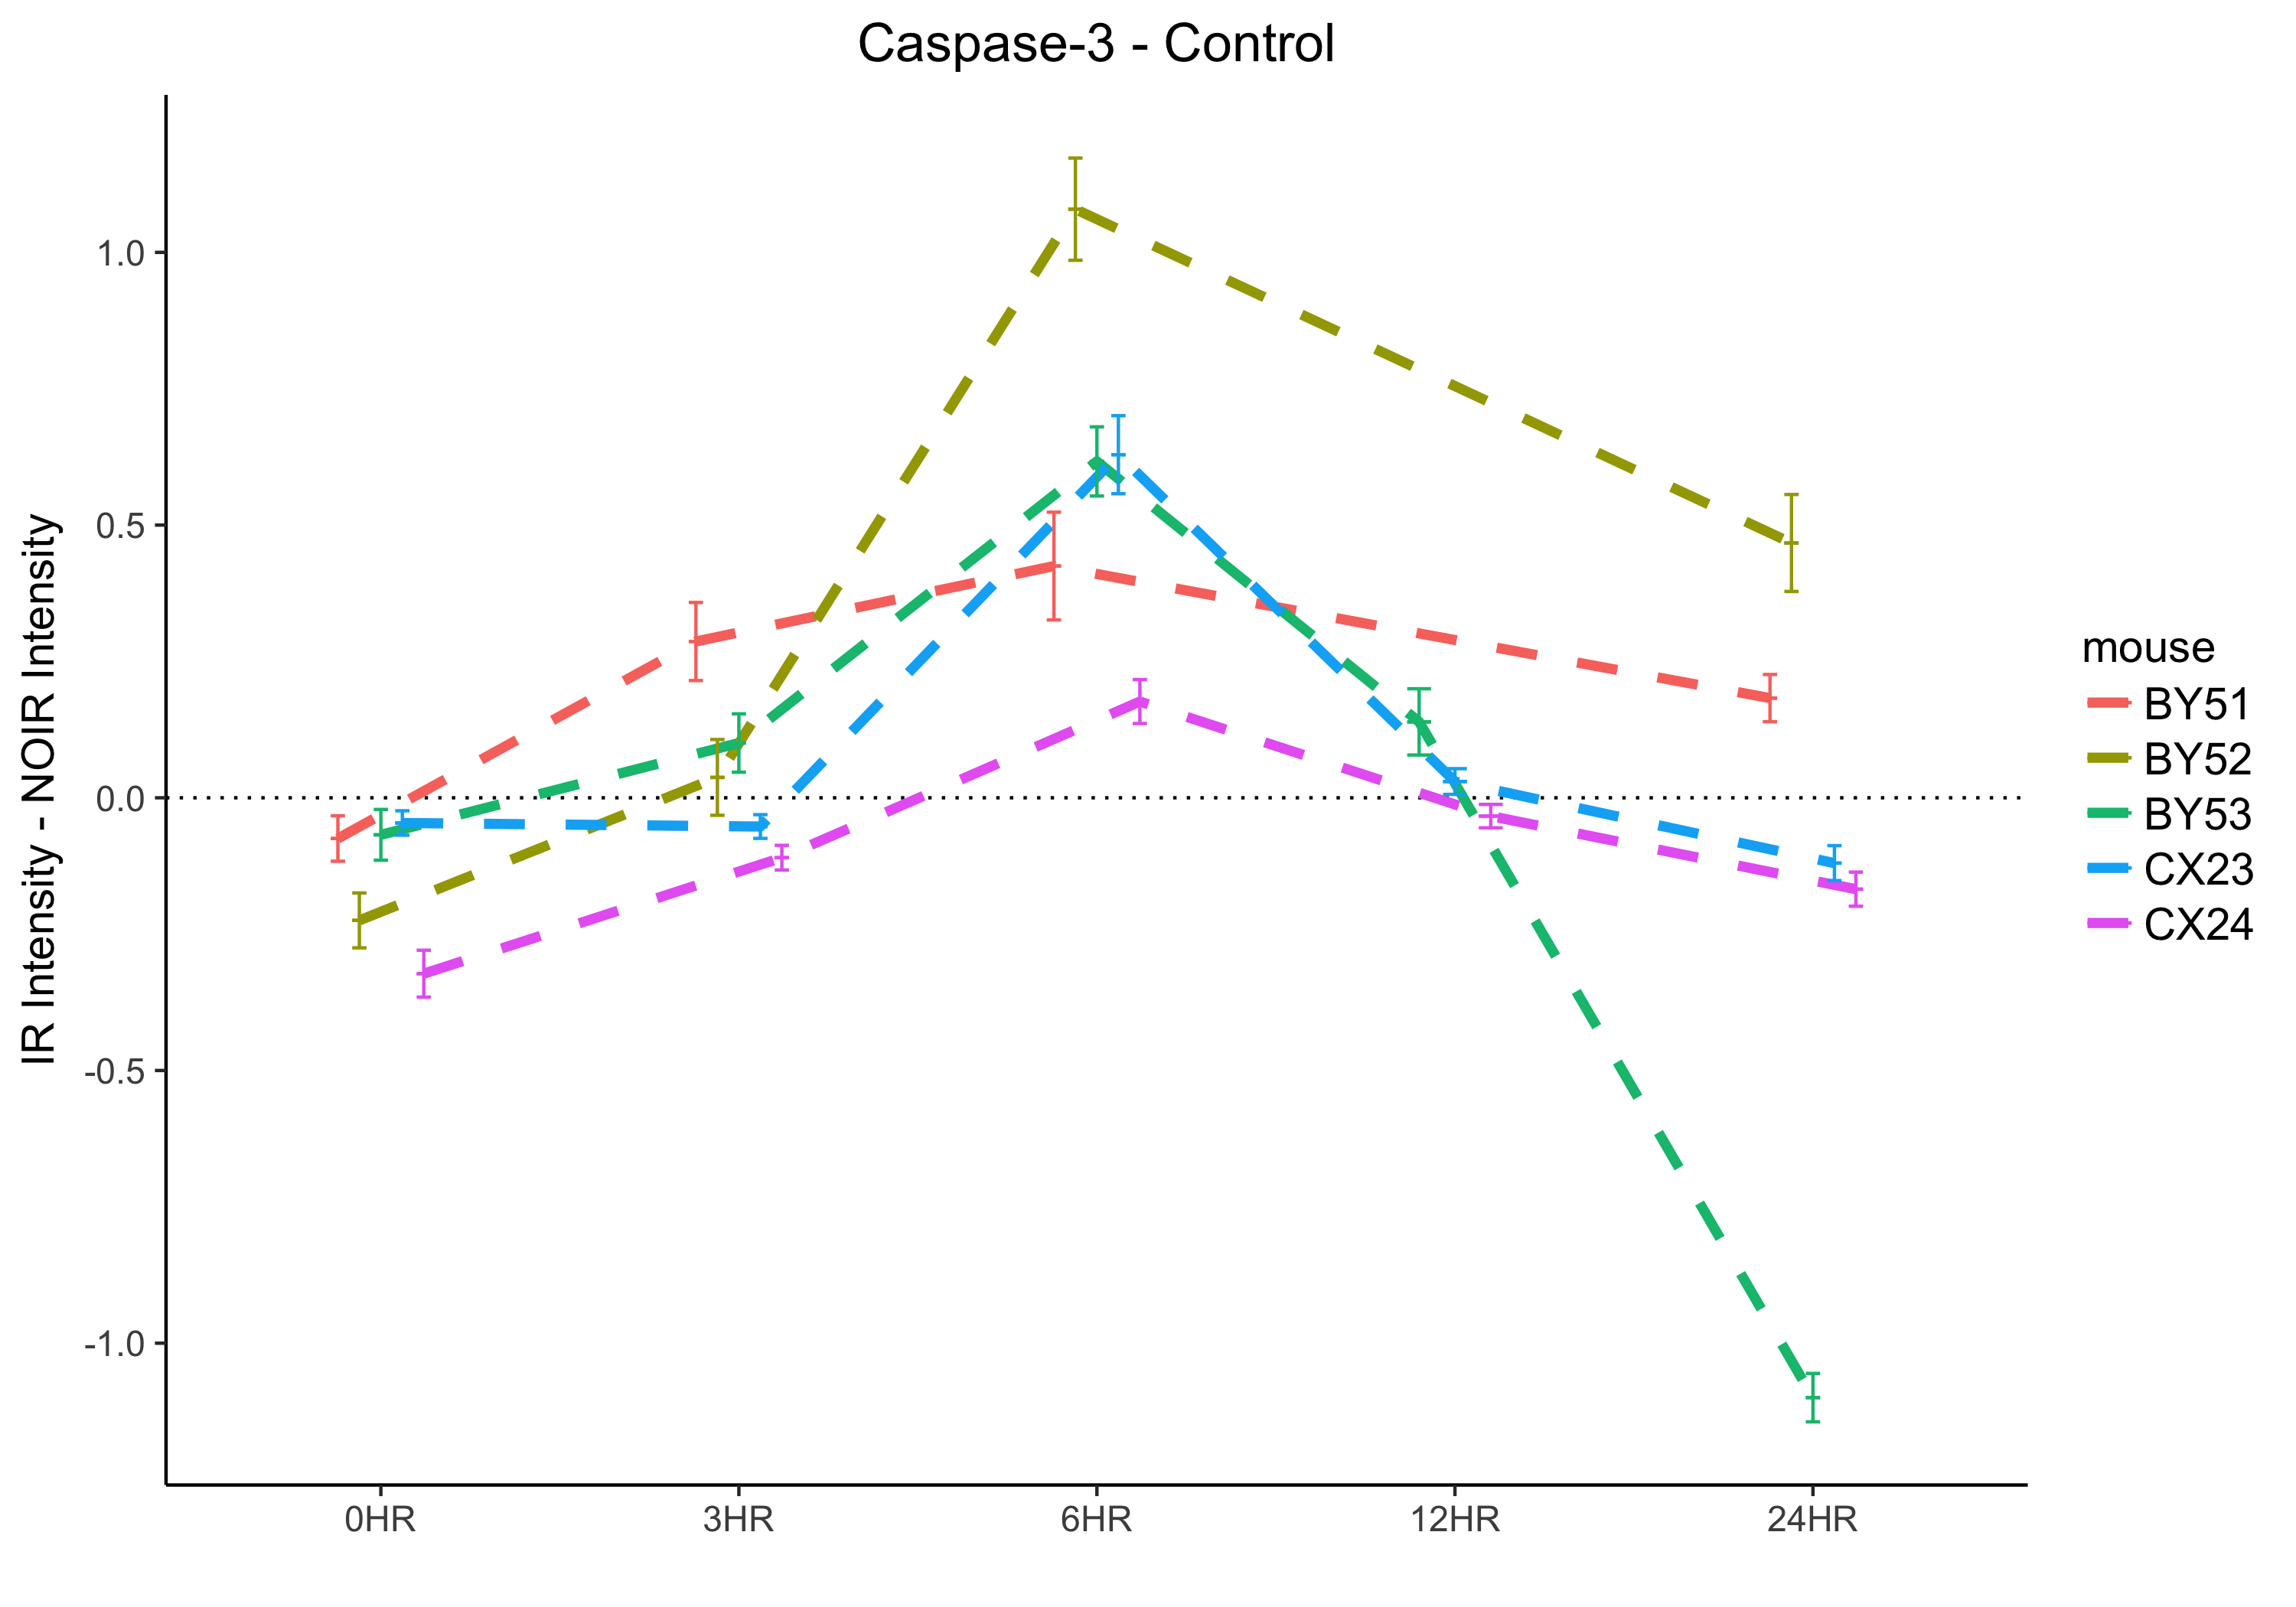 Caspase-3 - Control
IR Intensity - NOIR Intensity
1.0
0.5
0.0
-0.5
-1.0
0HR 3HR 6HR 12HR 24HR
mouse
BY51
BY52
BY53
CX23
CX24